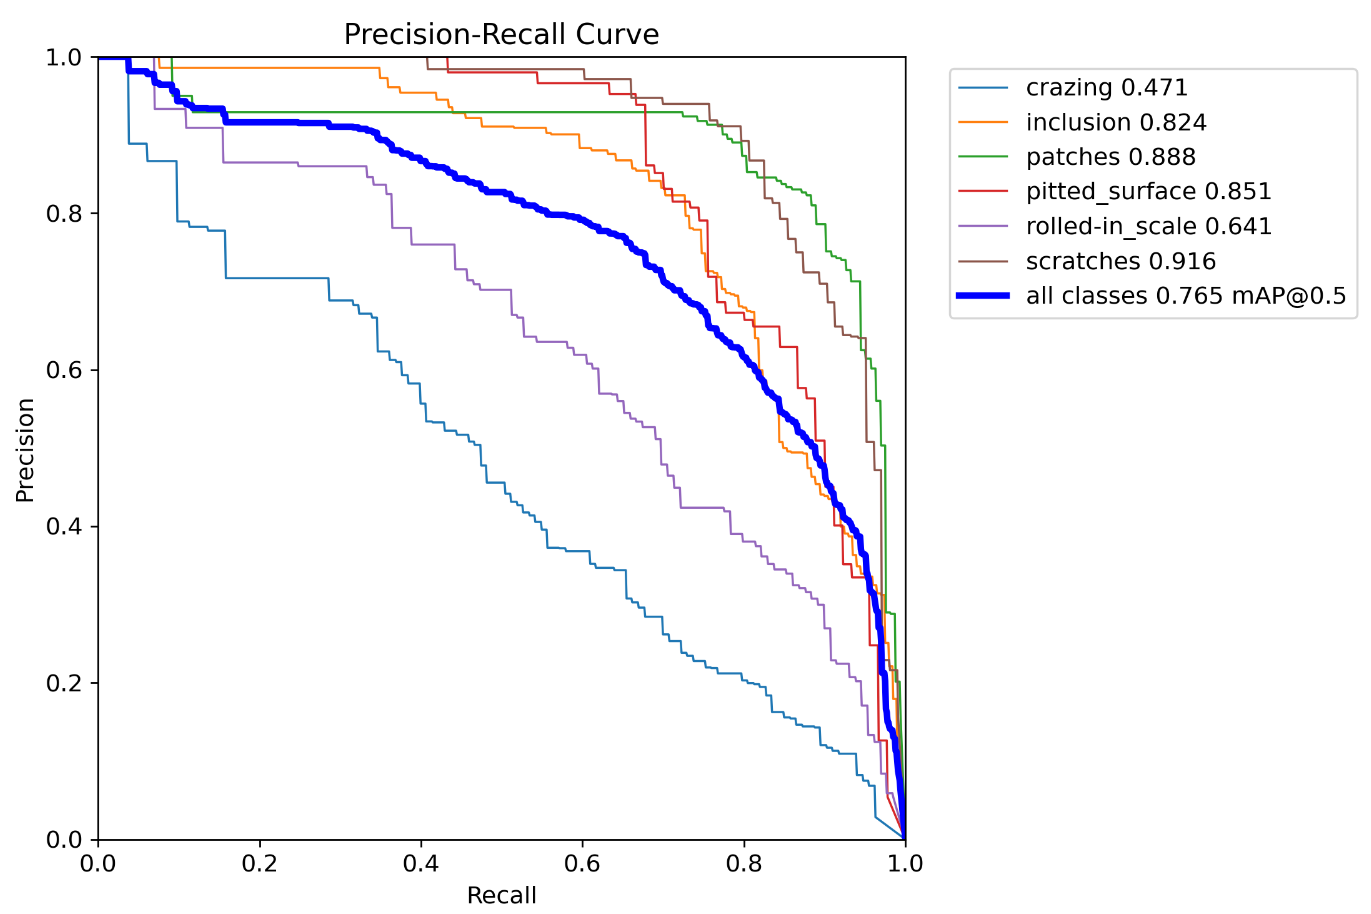 Precision-Recall Curve
1.0
0.8
0.6
0.4
0.2
0.0
Precision
0.0 0.2 0.4 0.6 0.8 1.0
Recall
crazing 0.471
inclusion 0.824
patches 0.888
pitted_surface 0.851
rolled-in_scale 0.641
scratches 0.916
all classes 0.765 mAP@0.5